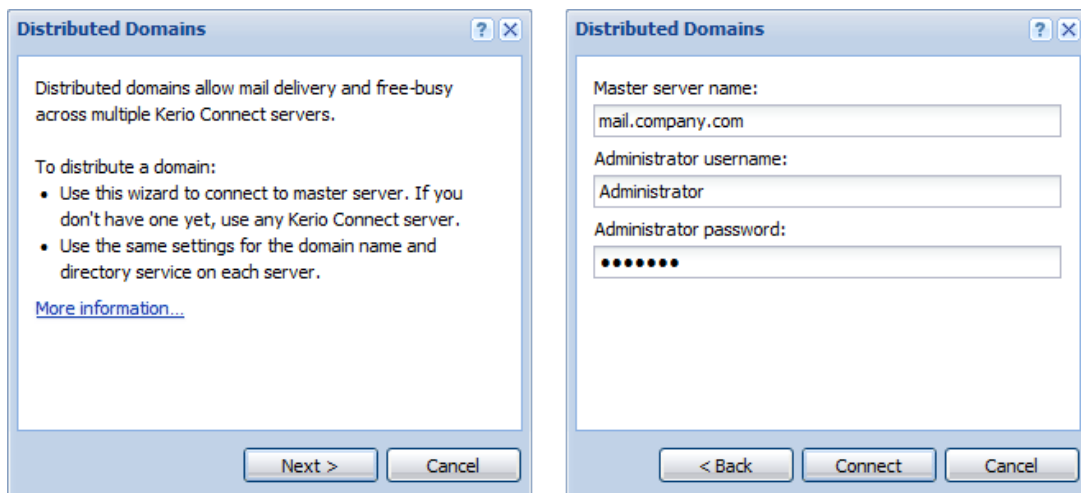 Distributed Domains
Distributed domains allow mail delivery and free-busy
across multiple Kerio Connect servers.
To distribute a domain:
• Use this wizard to connect to master server. If you
don't have one yet, use any Kerio Connect server.
• Use the same settings for the domain name and
directory service on each server.
More information...
Next >
Cancel
Distributed Domains
Master server name:
mail.company.com
Administrator username:
Administrator
Administrator password:
•••••••
< Back
Connect
Cancel